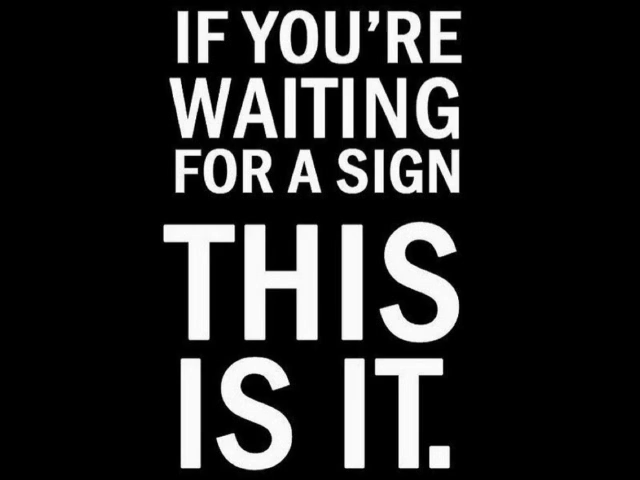 IF YOU'RE
WAITING
FOR A SIGN
THIS
IS IT.